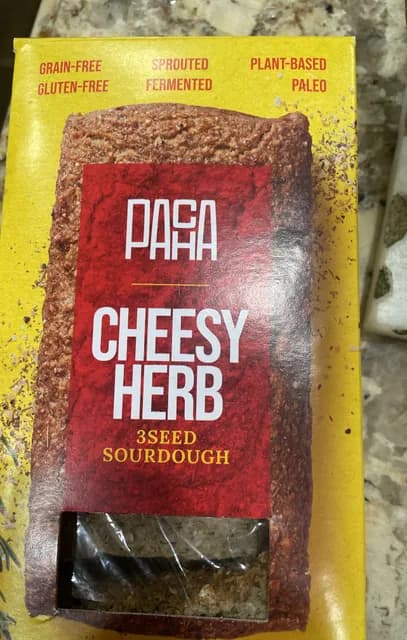 GRAIN-FREE SPROUTED PLANT-BASED
GLUTEN-FREE FERMENTED PALEO
PACHA
CHEESY
HERB
3SEED
SOURDOUGH